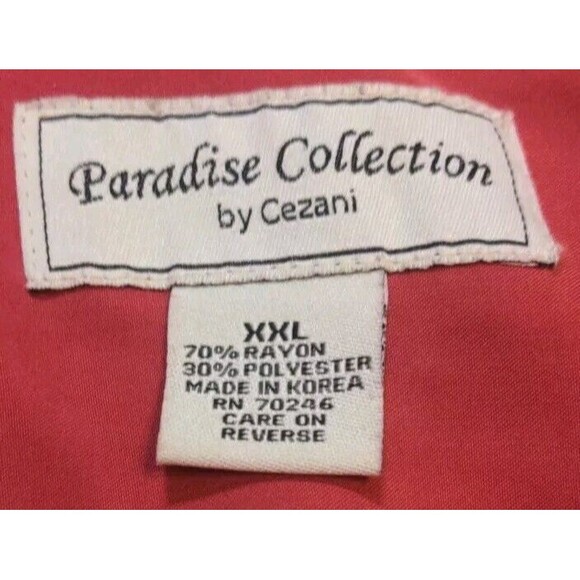 Paradise Collection
by Cezani
XXL
70% RAYON
30% POLYESTER
MADE IN KOREA
RN 70246
CARE ON
REVERSE